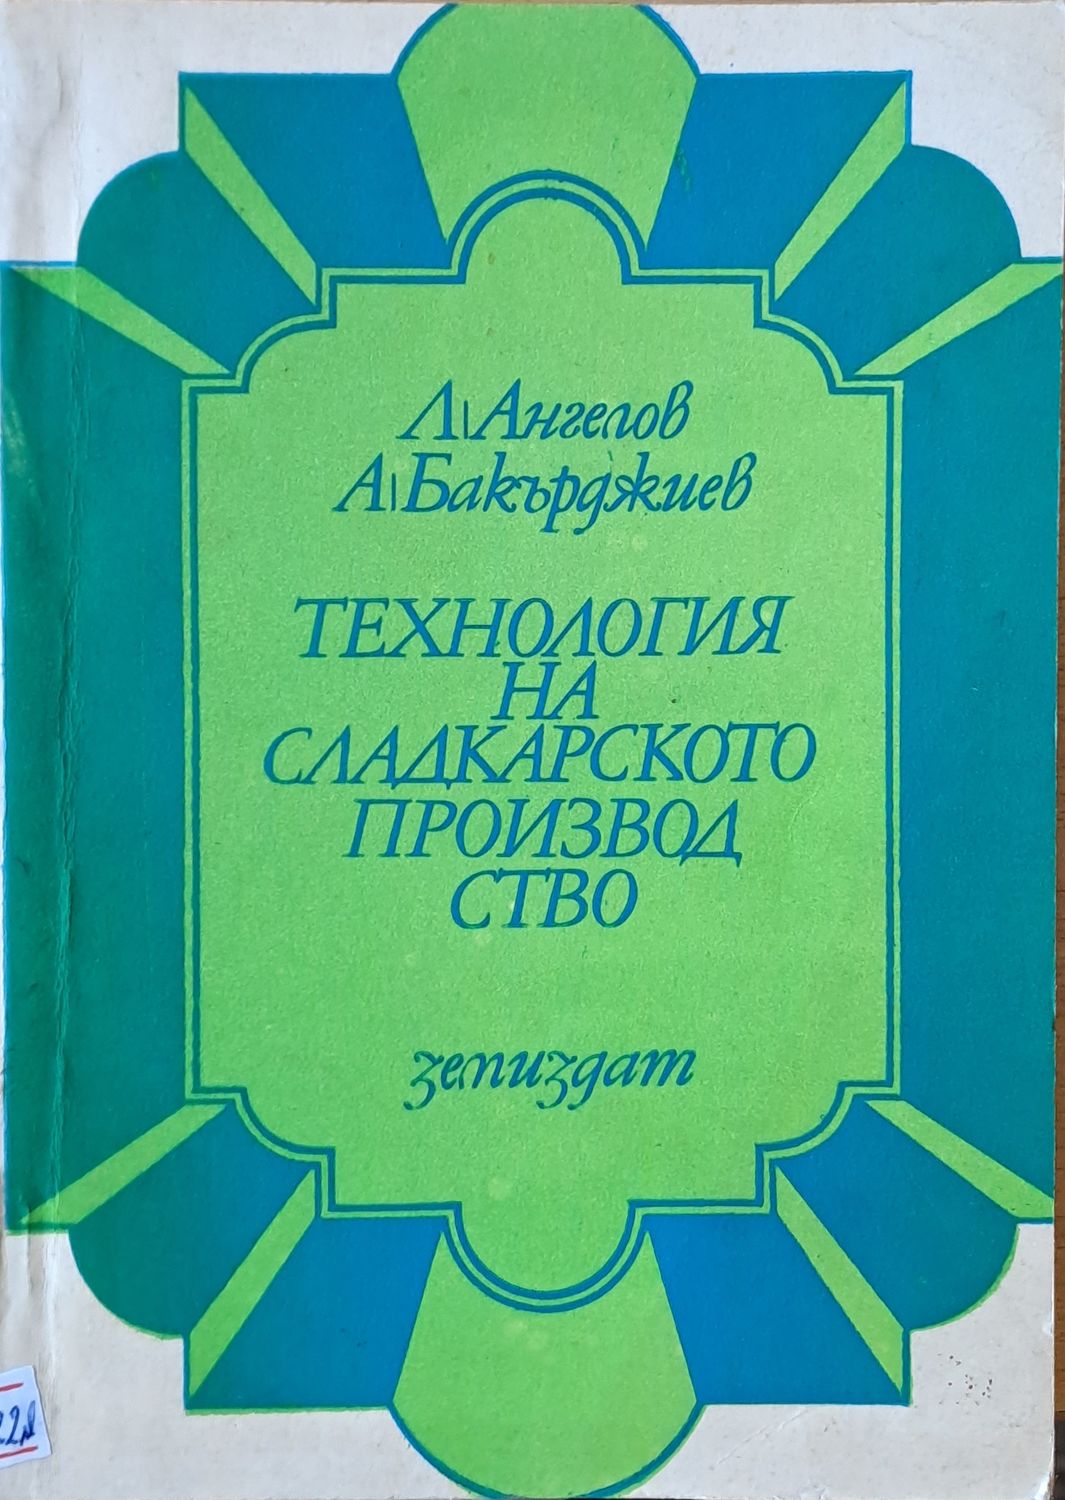 Л. Ангелов
А. Бакърджиев
ТЕХНОЛОГИЯ
НА
СЛАДКАРСКОТО
ПРОИЗВОД
СТВО
земиздат